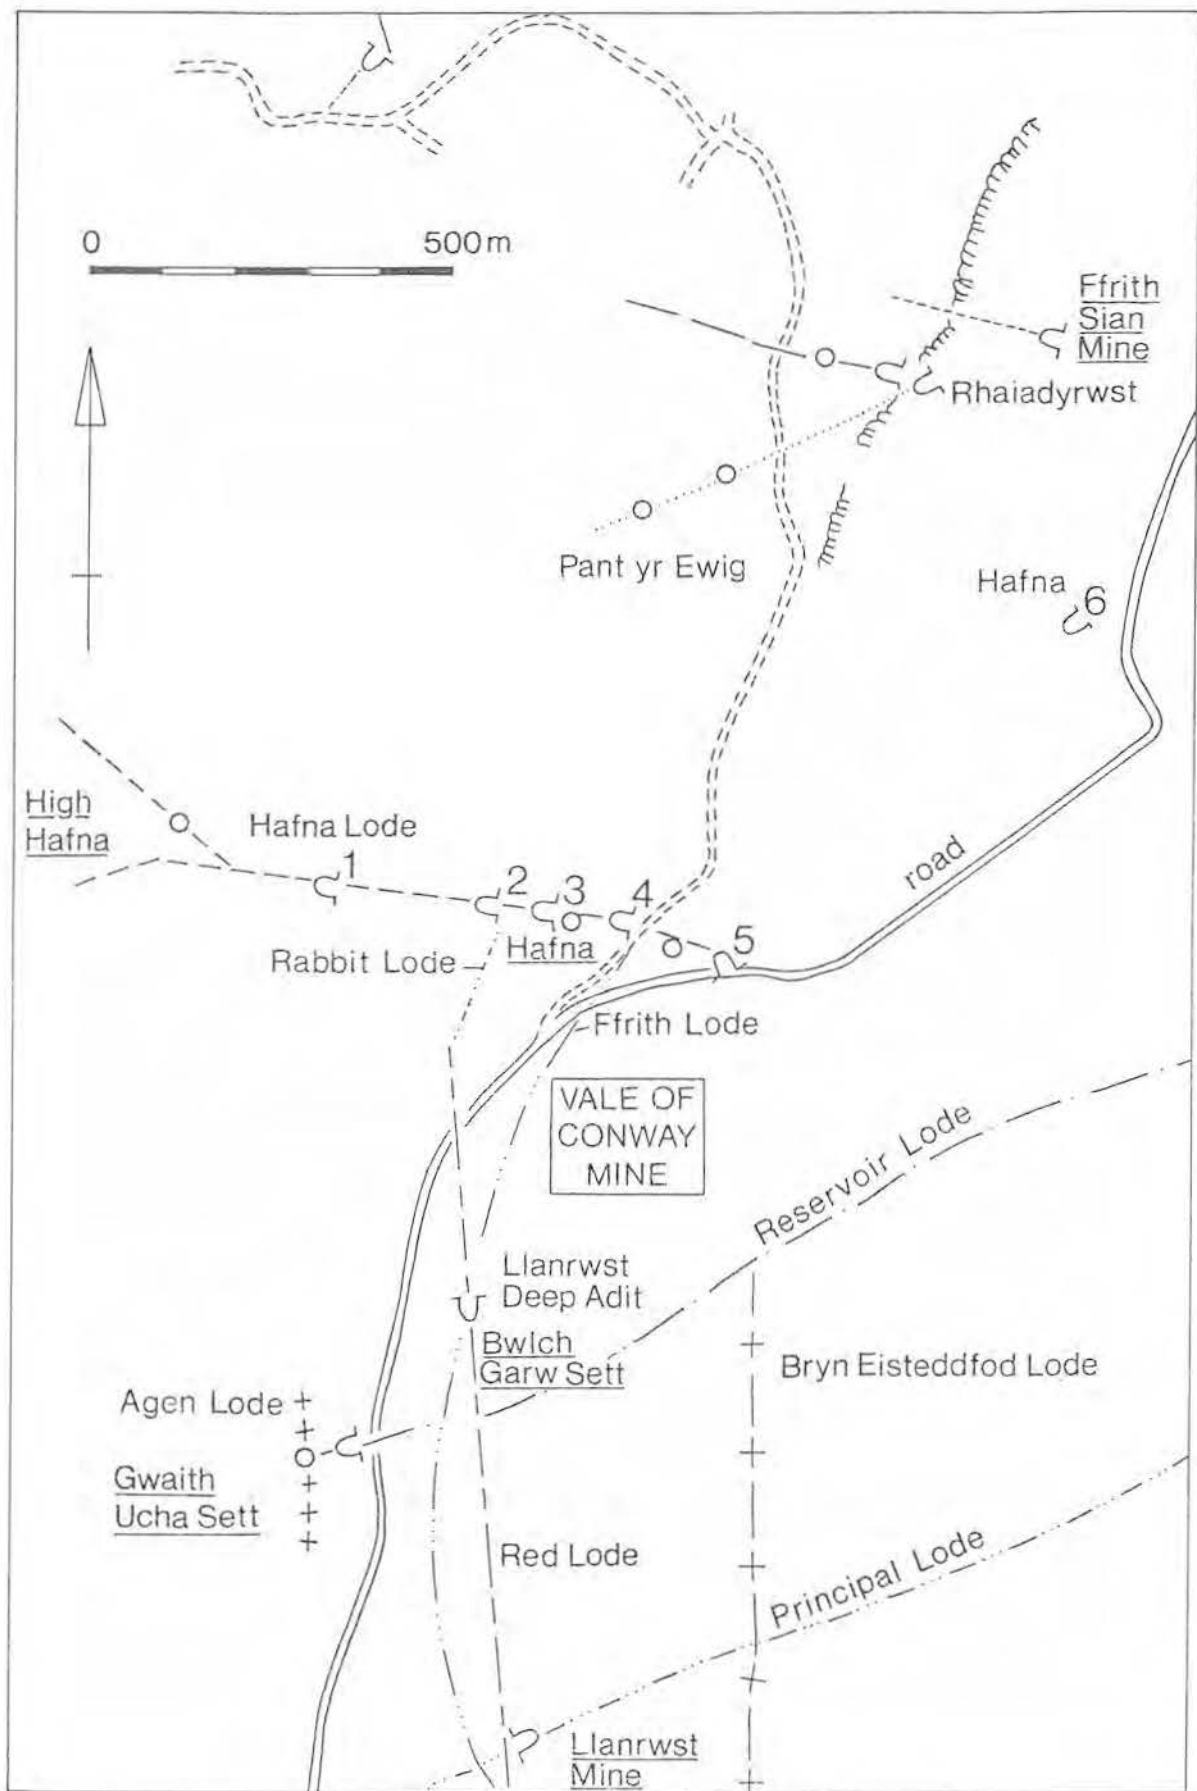 0 500m
Ffrith
Sian
Mine
Rhaiadyrwst
Pant yr Ewig
Hafna
6
High
Hafna
Hafna Lode
1
2
3
4
5
Hafna
Rabbit Lode
road
Ffrith Lode
VALE OF
CONWAY
MINE
Reservoir Lode
Llanrwst
Deep Adit
Bwlch
Garw Sett
Bryn Eisteddfod Lode
Agen Lode
Gwaith
Ucha Sett
Red Lode
Principal Lode
Llanrwst
Mine